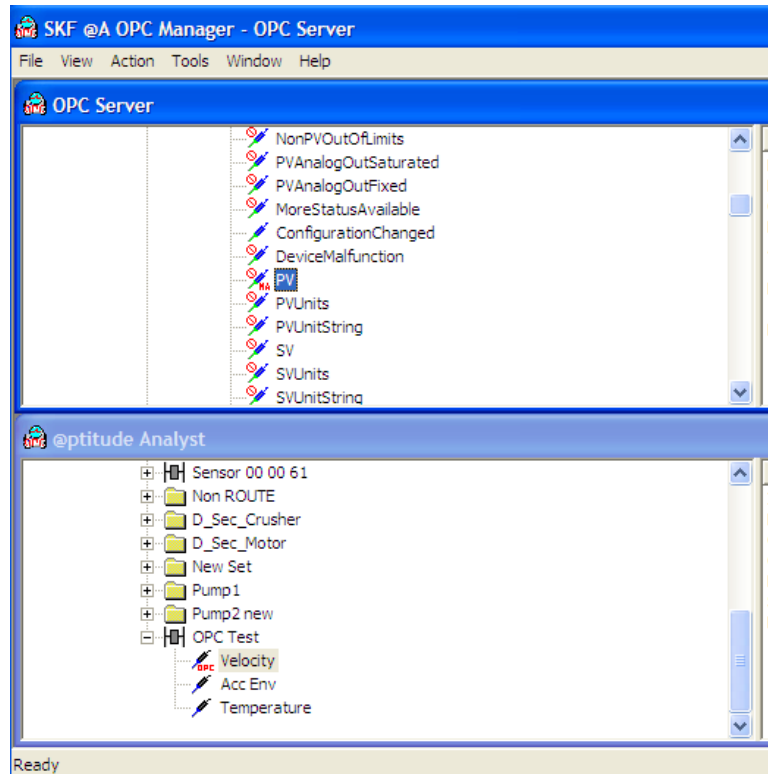 SKF @A OPC Manager - OPC Server
File View Action Tools Window Help
OPC Server
NonPVOutOfLimits
PVAnalogOutSaturated
PVAnalogOutFixed
MoreStatusAvailable
ConfigurationChanged
DeviceMalfunction
MA PV
PVUnits
PVUnitString
SV
SVUnits
SVUnitString
@ptitude Analyst
Sensor 00 00 61
Non ROUTE
D_Sec_Crusher
D_Sec_Motor
New Set
Pump1
Pump2 new
OPC Test
OPC Velocity
Acc Env
Temperature
Ready